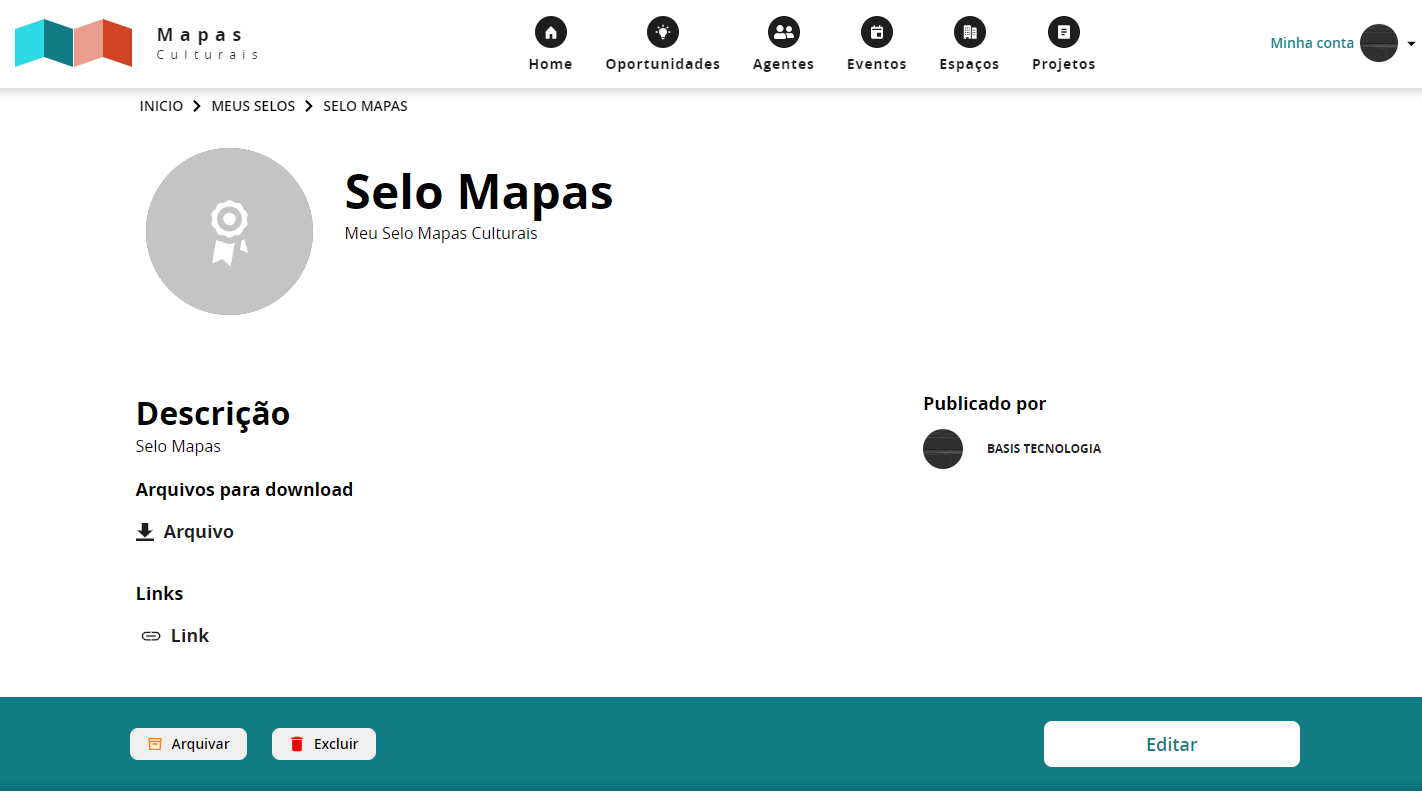 Mapas
Culturais
Home
Oportunidades
Agentes
Eventos
Espaços
Projetos
Minha conta
INICIO > MEUS SELOS > SELO MAPAS
Selo Mapas
Meu Selo Mapas Culturais
Descrição
Selo Mapas
Arquivos para download
Arquivo
Links
Link
Publicado por
BASIS TECNOLOGIA
Arquivar
Excluir
Editar